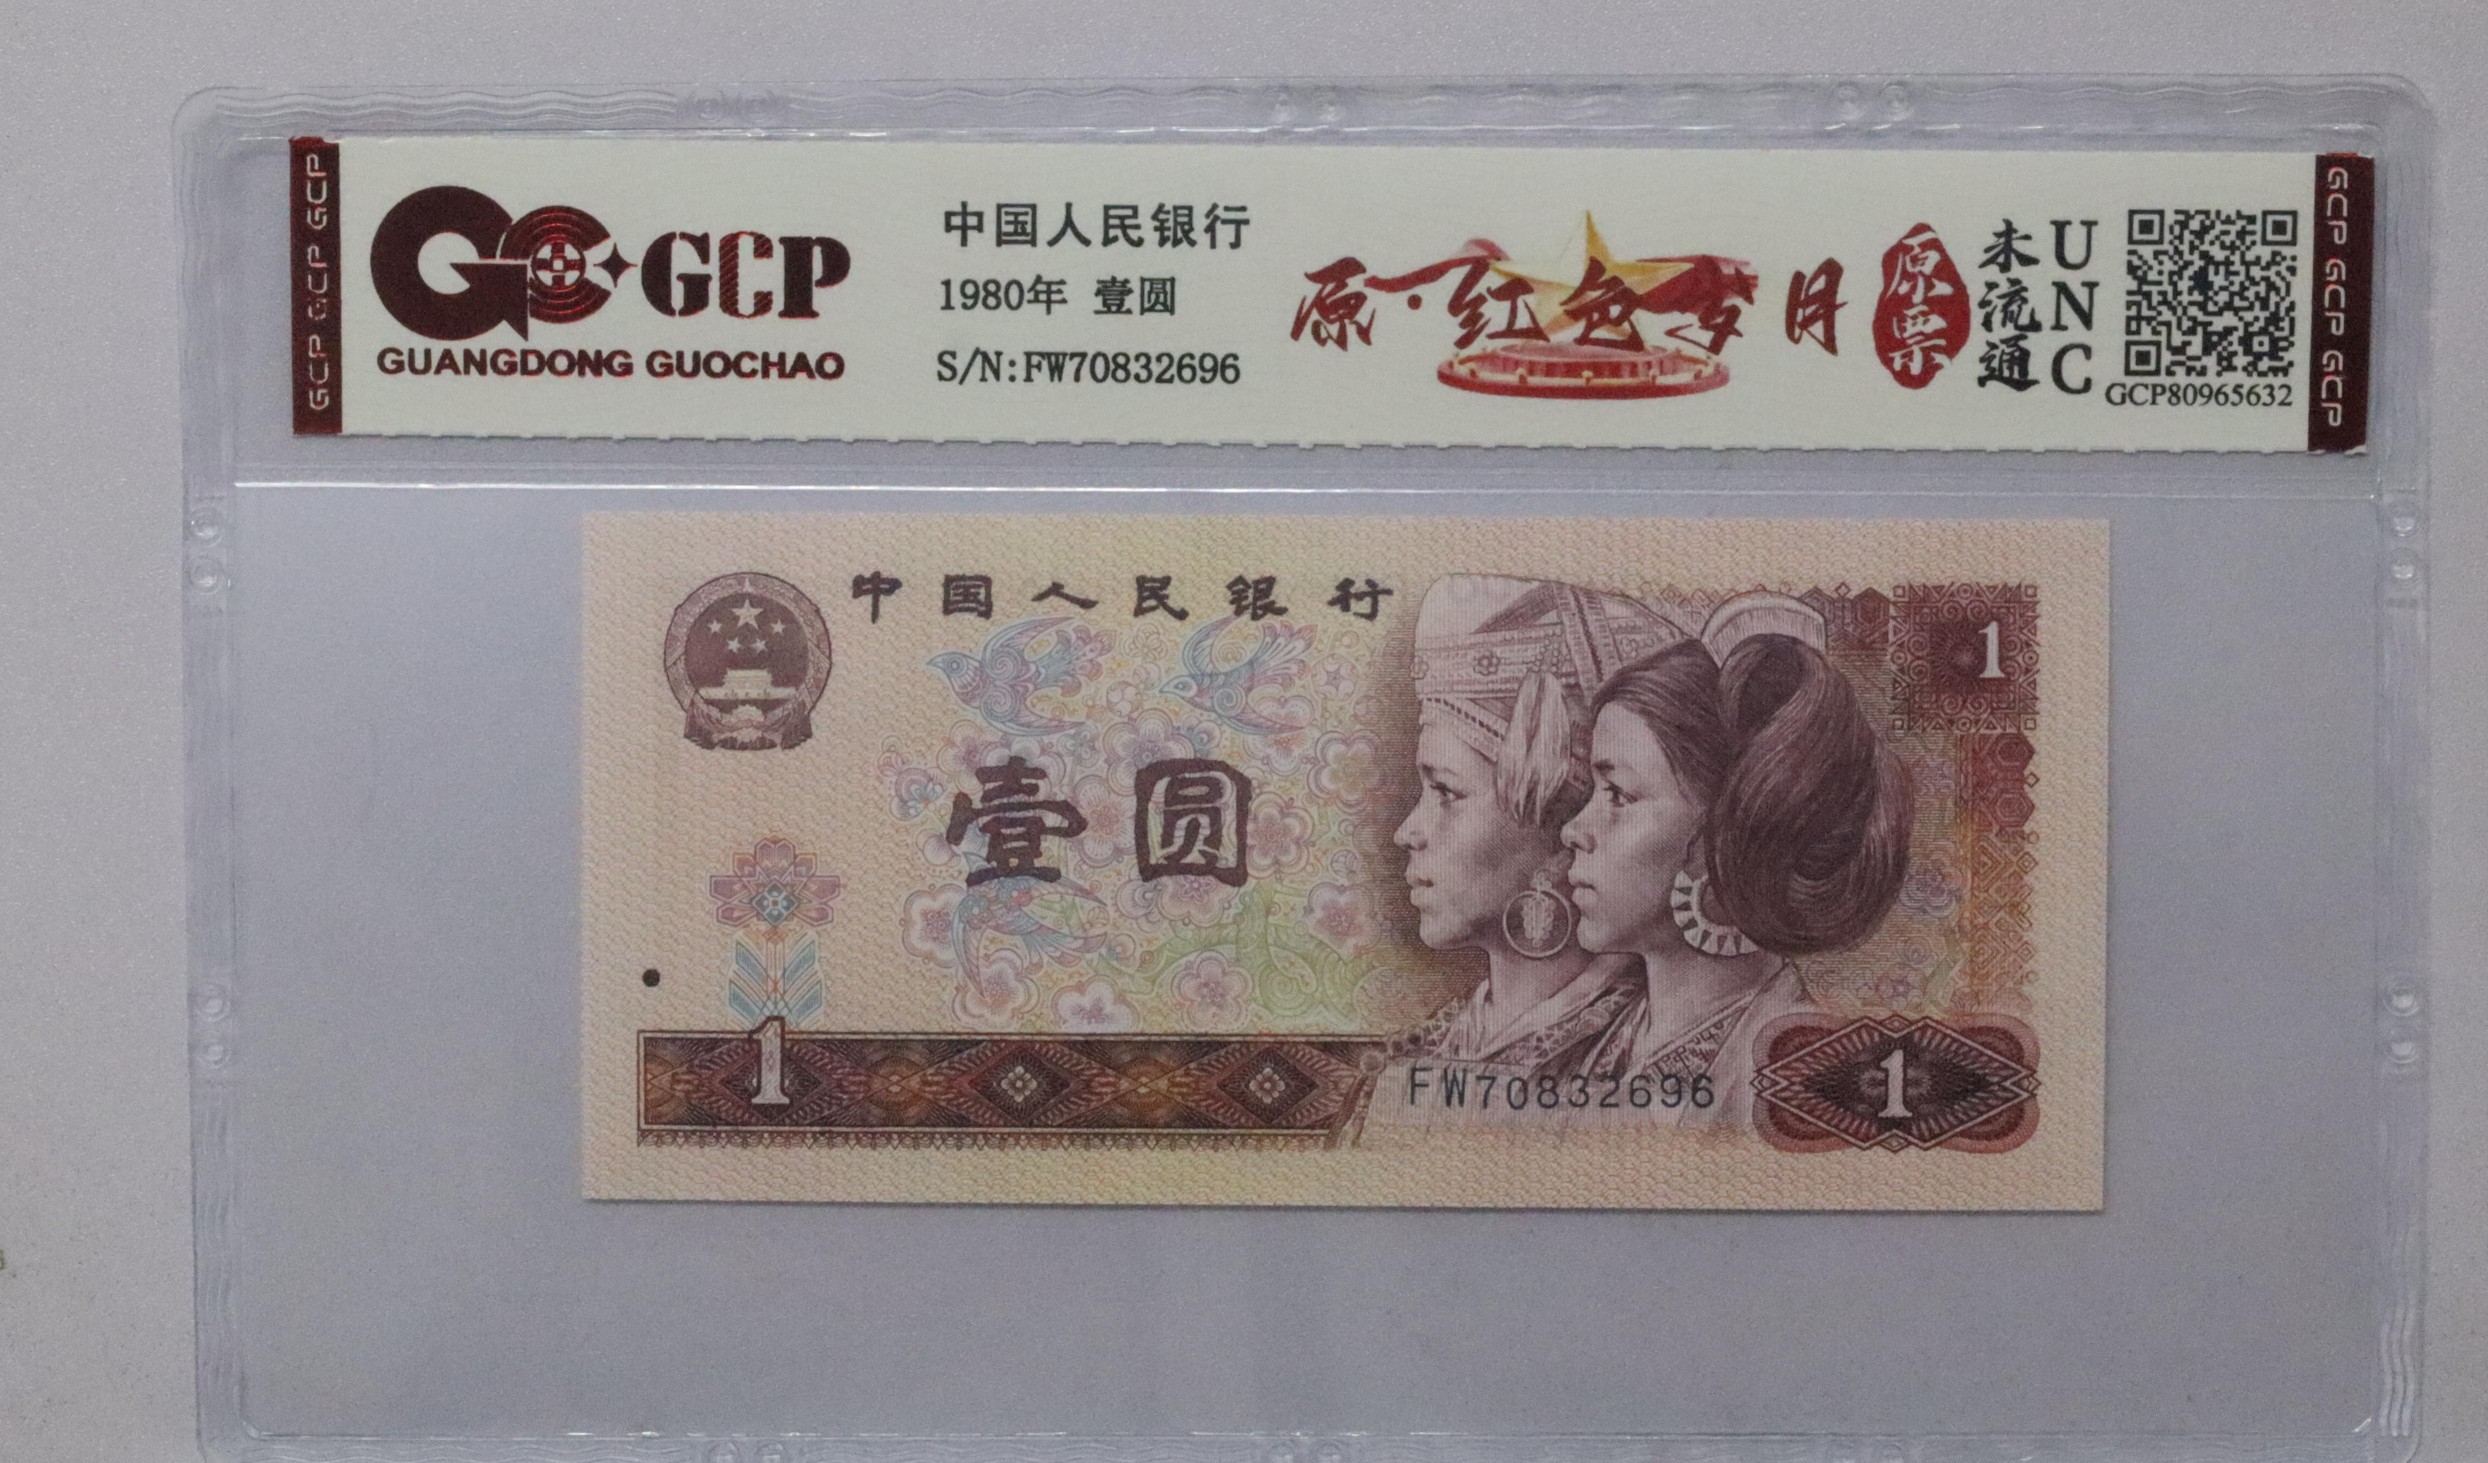 GCP GCP GCP
GCP
GUANGDONG GUOCHAO
中国人民银行
1980年 壹圆
S/N:FW70832696
原·红色岁月
原票
未流通
UNC
GCP80965632
GCP GCP GCP
中国人民银行
1
壹圆
1
FW70832696
1